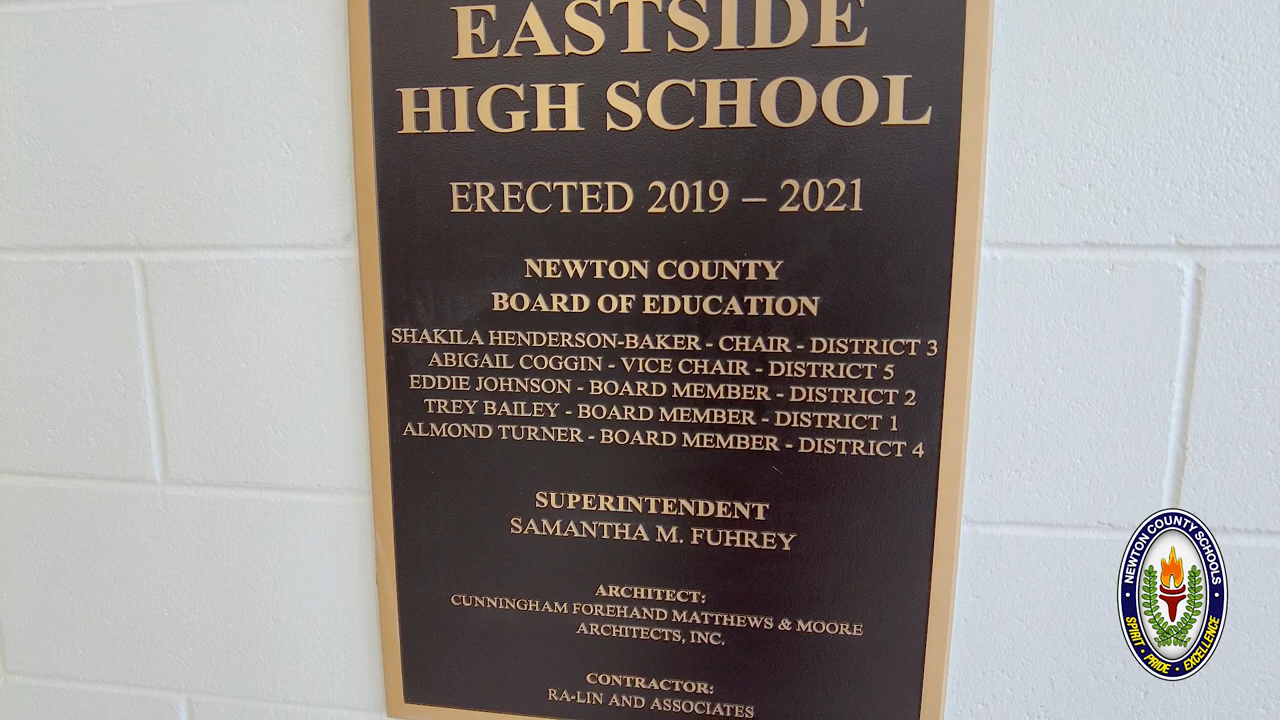 EASTSIDE
HIGH SCHOOL
ERECTED 2019 – 2021
NEWTON COUNTY
BOARD OF EDUCATION
SHAKILA HENDERSON-BAKER - CHAIR - DISTRICT 3
ABIGAIL COGGIN - VICE CHAIR - DISTRICT 5
EDDIE JOHNSON - BOARD MEMBER - DISTRICT 2
TREY BAILEY - BOARD MEMBER - DISTRICT 1
ALMOND TURNER - BOARD MEMBER - DISTRICT 4
SUPERINTENDENT
SAMANTHA M. FUHREY
ARCHITECT:
CUNNINGHAM FOREHAND MATTHEWS & MOORE
ARCHITECTS, INC.
CONTRACTOR:
RA-LIN AND ASSOCIATES
NEWTON COUNTY SCHOOLS
SPIRIT • PRIDE • EXCELLENCE